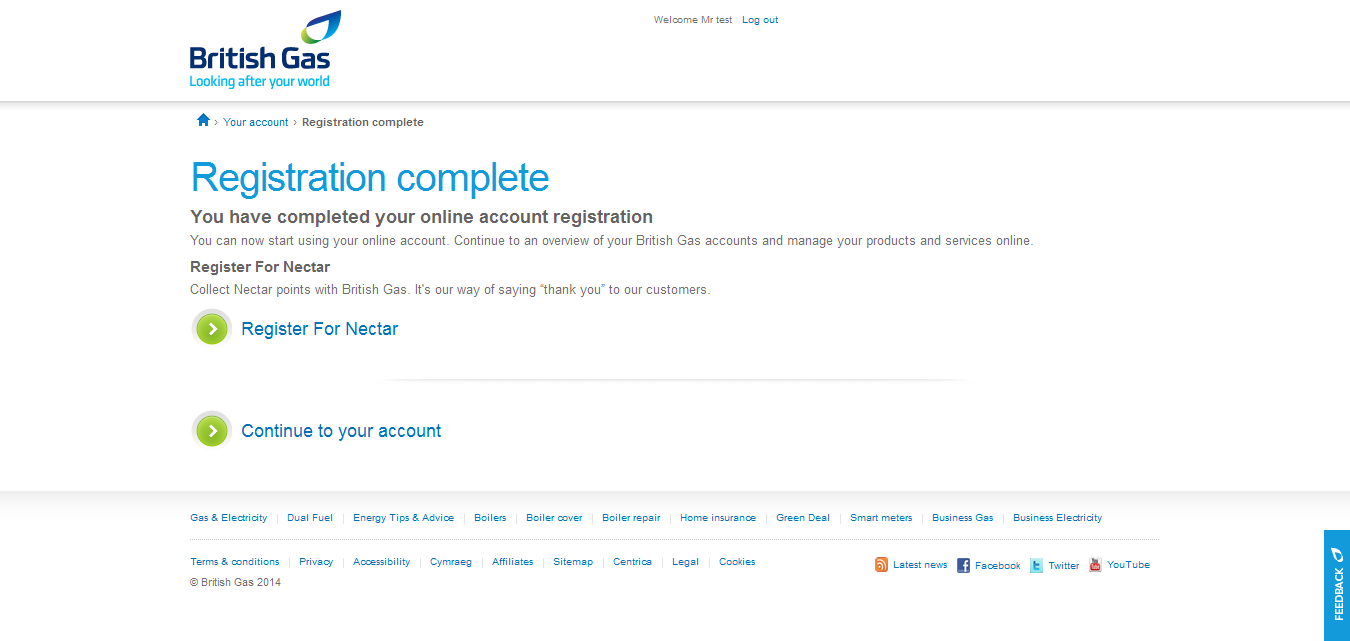 British Gas
Looking after your world
Welcome Mr test Log out
› Your account › Registration complete
Registration complete
You have completed your online account registration
You can now start using your online account. Continue to an overview of your British Gas accounts and manage your products and services online.
Register For Nectar
Collect Nectar points with British Gas. It's our way of saying “thank you” to our customers.
Register For Nectar
Continue to your account
Gas & Electricity | Dual Fuel | Energy Tips & Advice | Boilers | Boiler cover | Boiler repair | Home insurance | Green Deal | Smart meters | Business Gas | Business Electricity
Terms & conditions | Privacy | Accessibility | Cymraeg | Affiliates | Sitemap | Centrica | Legal | Cookies
Latest news Facebook Twitter YouTube
© British Gas 2014
FEEDBACK